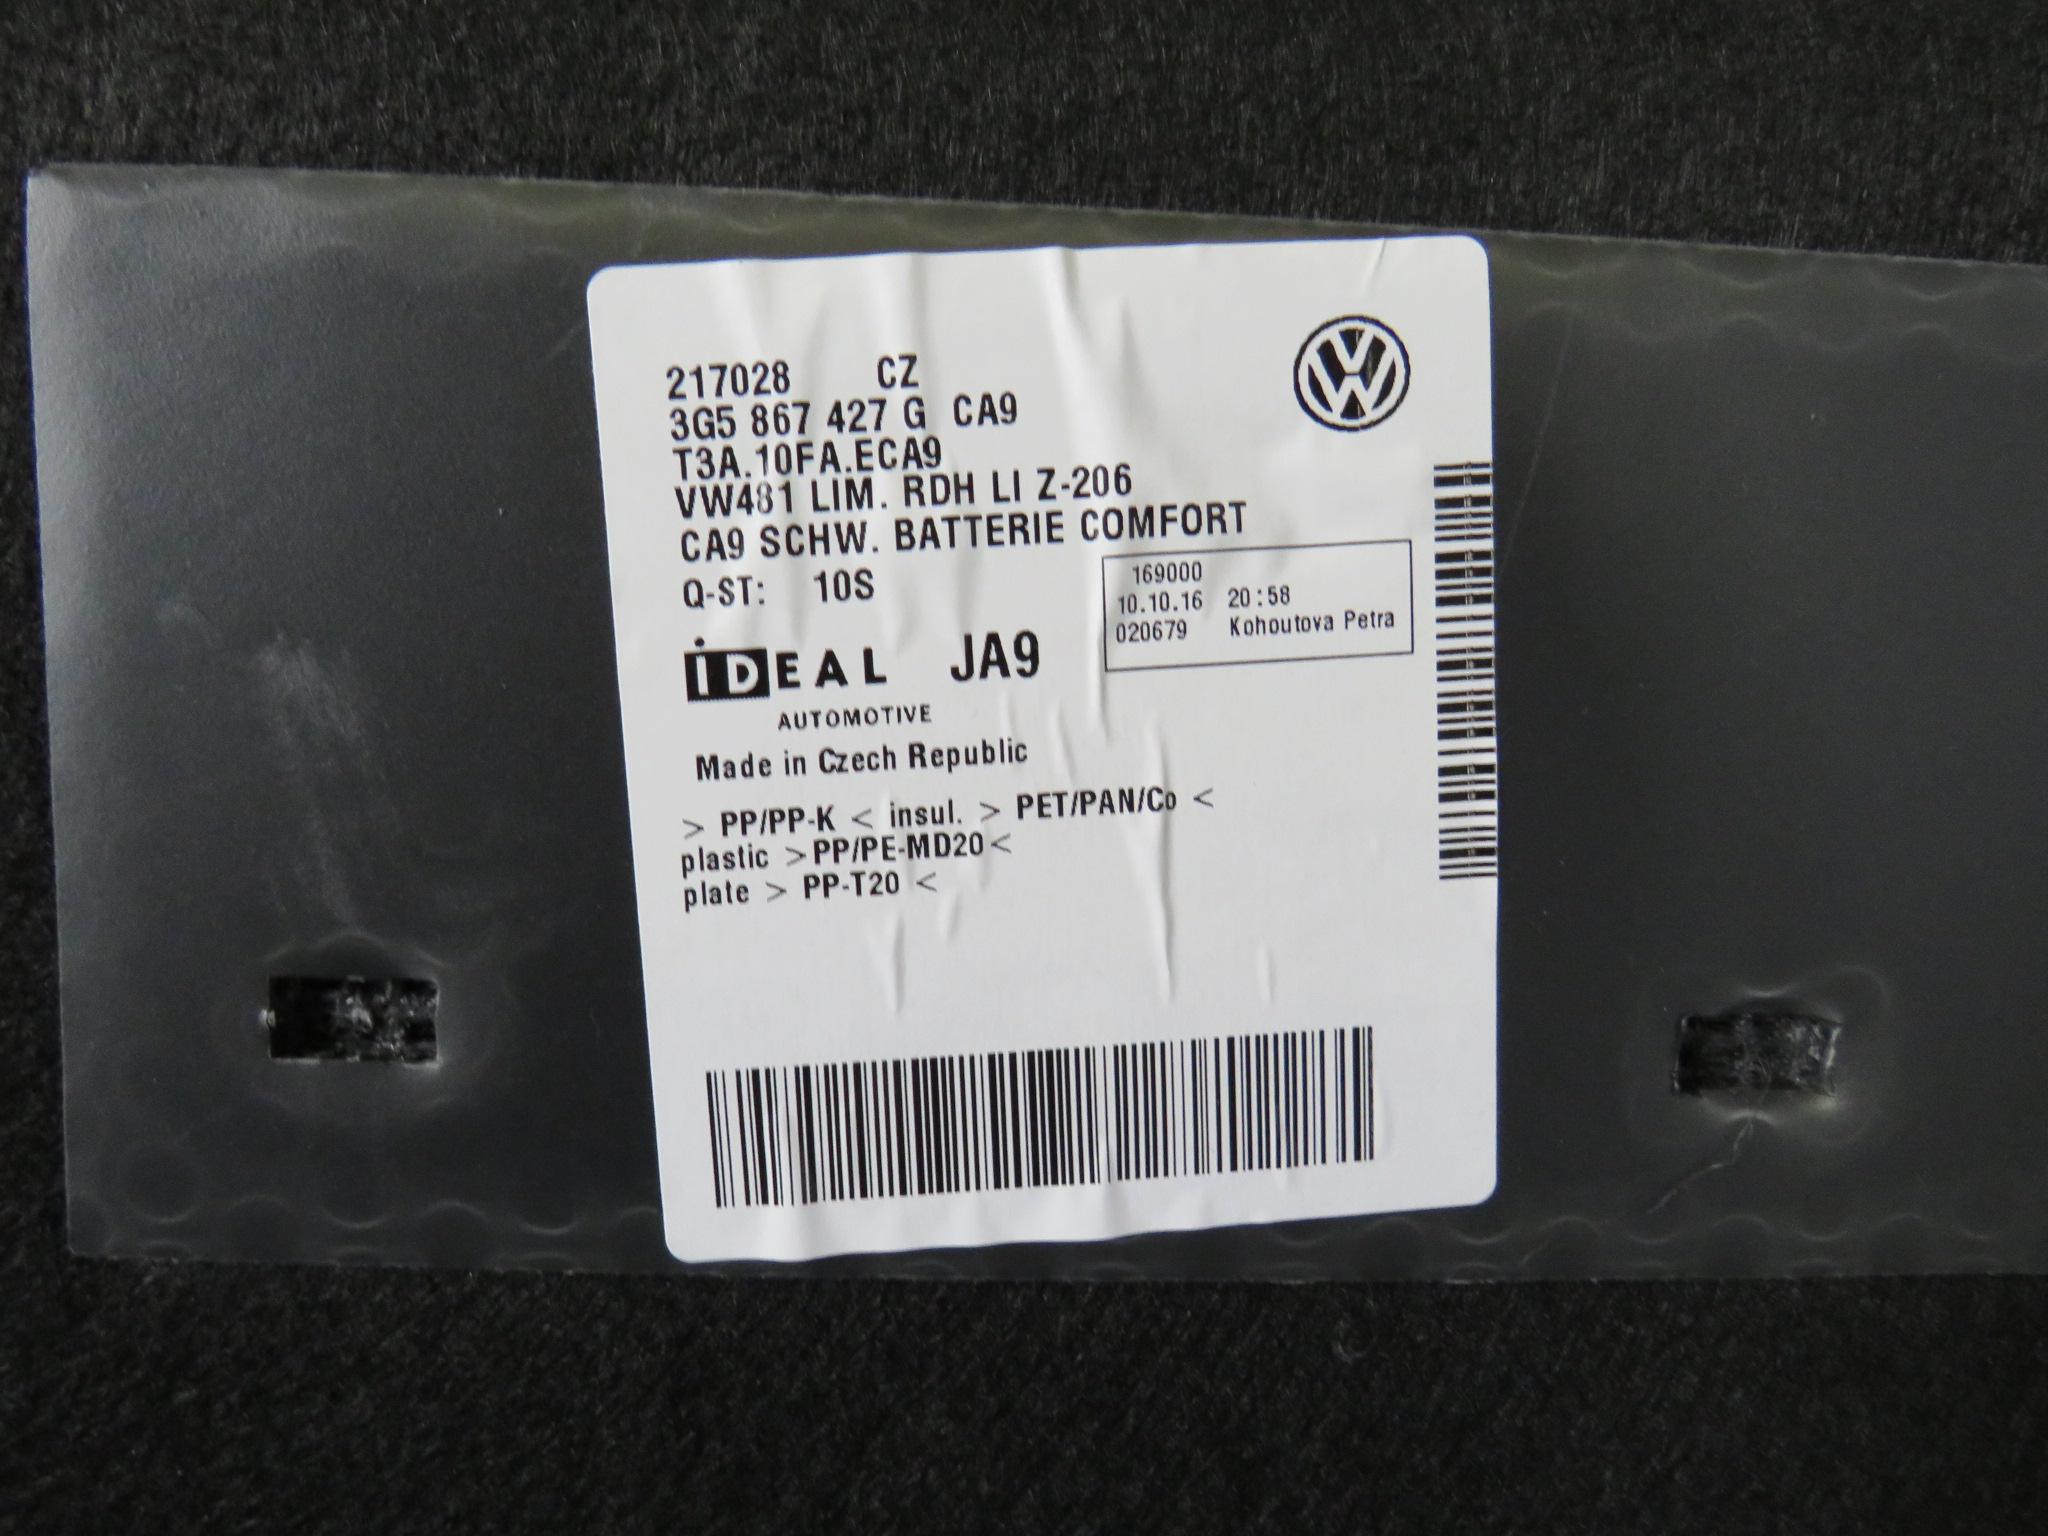 217028 CZ
3G5 867 427 G CA9
T3A.10FA.ECA9
VW481 LIM. RDH LI Z-206
CA9 SCHW. BATTERIE COMFORT
Q-ST: 10S
169000
10.10.16 20:58
020679 Kohoutova Petra
iDEAL JA9
AUTOMOTIVE
Made in Czech Republic
> PP/PP-K < insul. > PET/PAN/Co <
plastic >PP/PE-MD20<
plate > PP-T20 <